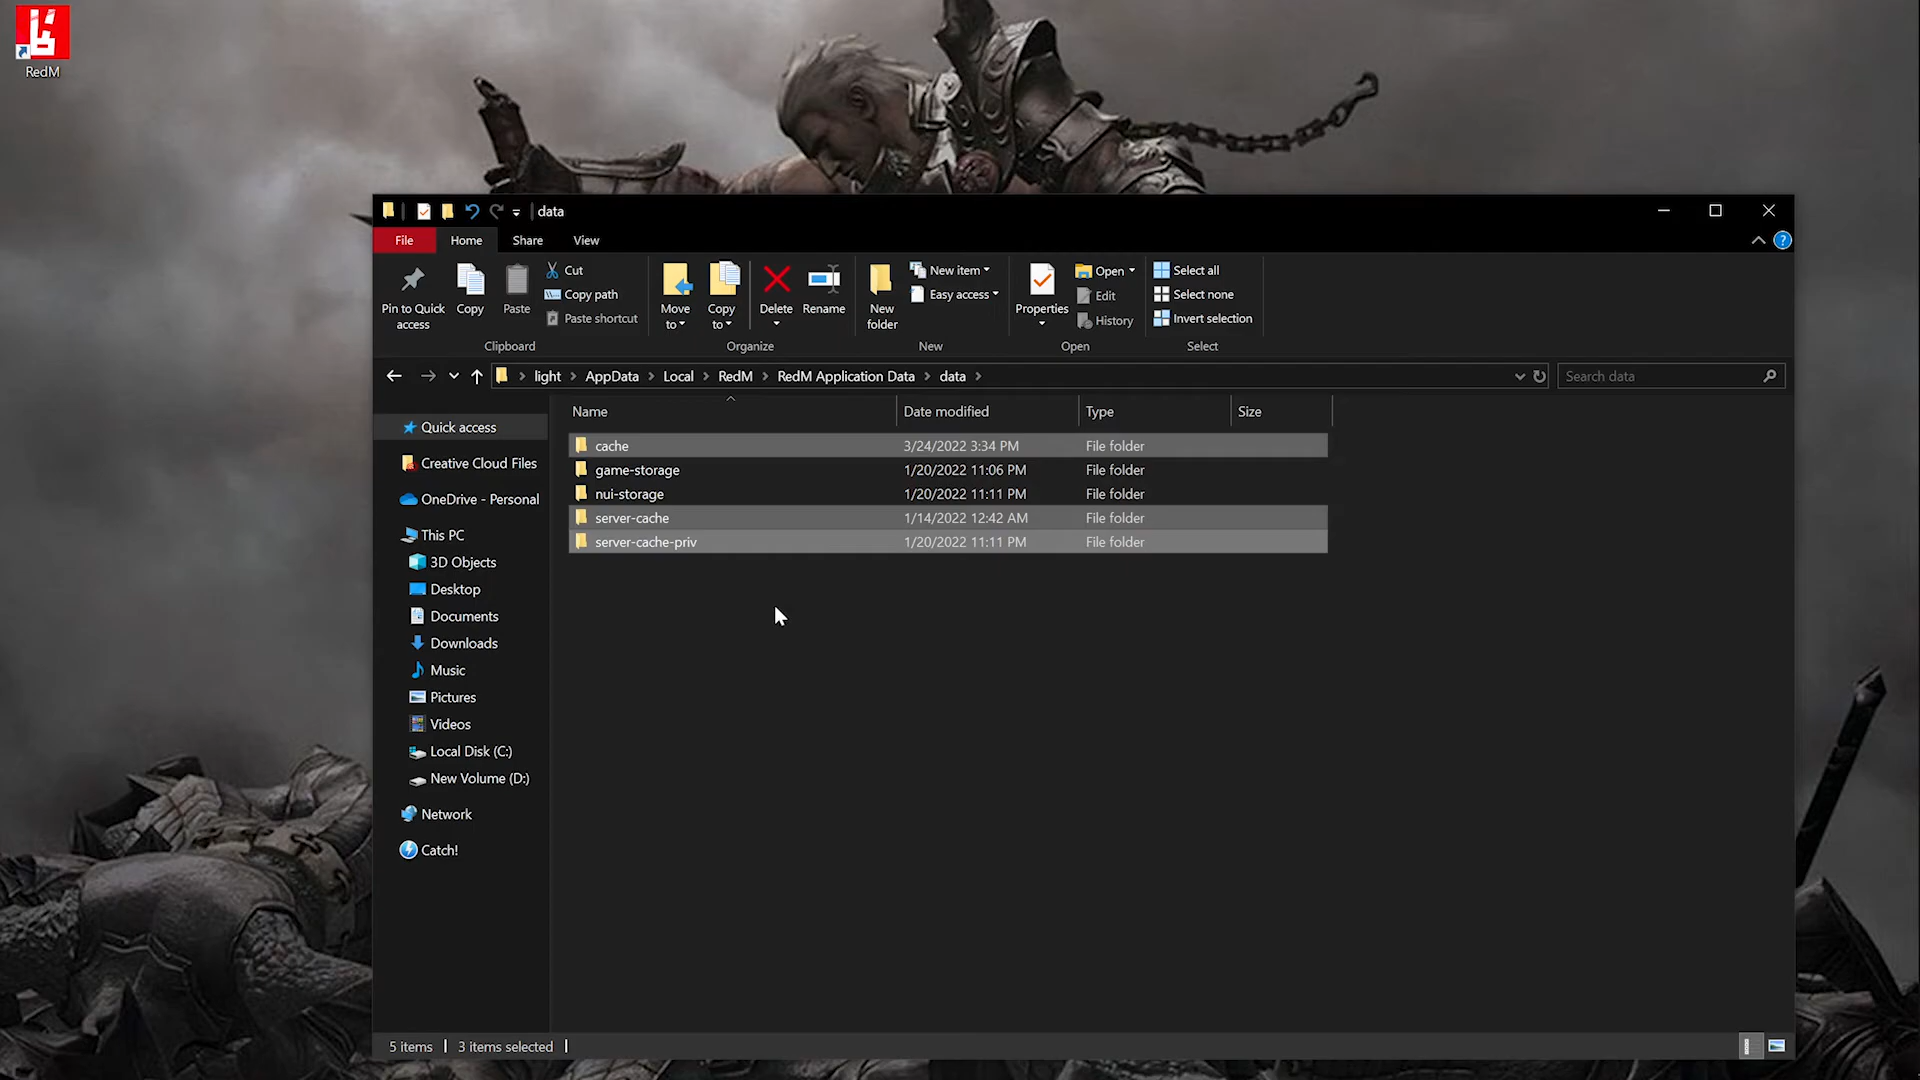 RedM
data
File
Home
Share
View
Pin to Quick access
Copy
Paste
Cut
Copy path
Paste shortcut
Clipboard
Move to
Copy to
Delete
Rename
Organize
New folder
New item
Easy access
New
Properties
Open
Edit
History
Open
Select all
Select none
Invert selection
Select
light > AppData > Local > RedM > RedM Application Data > data >
Search data
Name Date modified Type Size
cache 3/24/2022 3:34 PM File folder
game-storage 1/20/2022 11:06 PM File folder
nui-storage 1/20/2022 11:11 PM File folder
server-cache 1/14/2022 12:42 AM File folder
server-cache-priv 1/20/2022 11:11 PM File folder
Quick access
Creative Cloud Files
OneDrive - Personal
This PC
3D Objects
Desktop
Documents
Downloads
Music
Pictures
Videos
Local Disk (C:)
New Volume (D:)
Network
Catch!
5 items
3 items selected